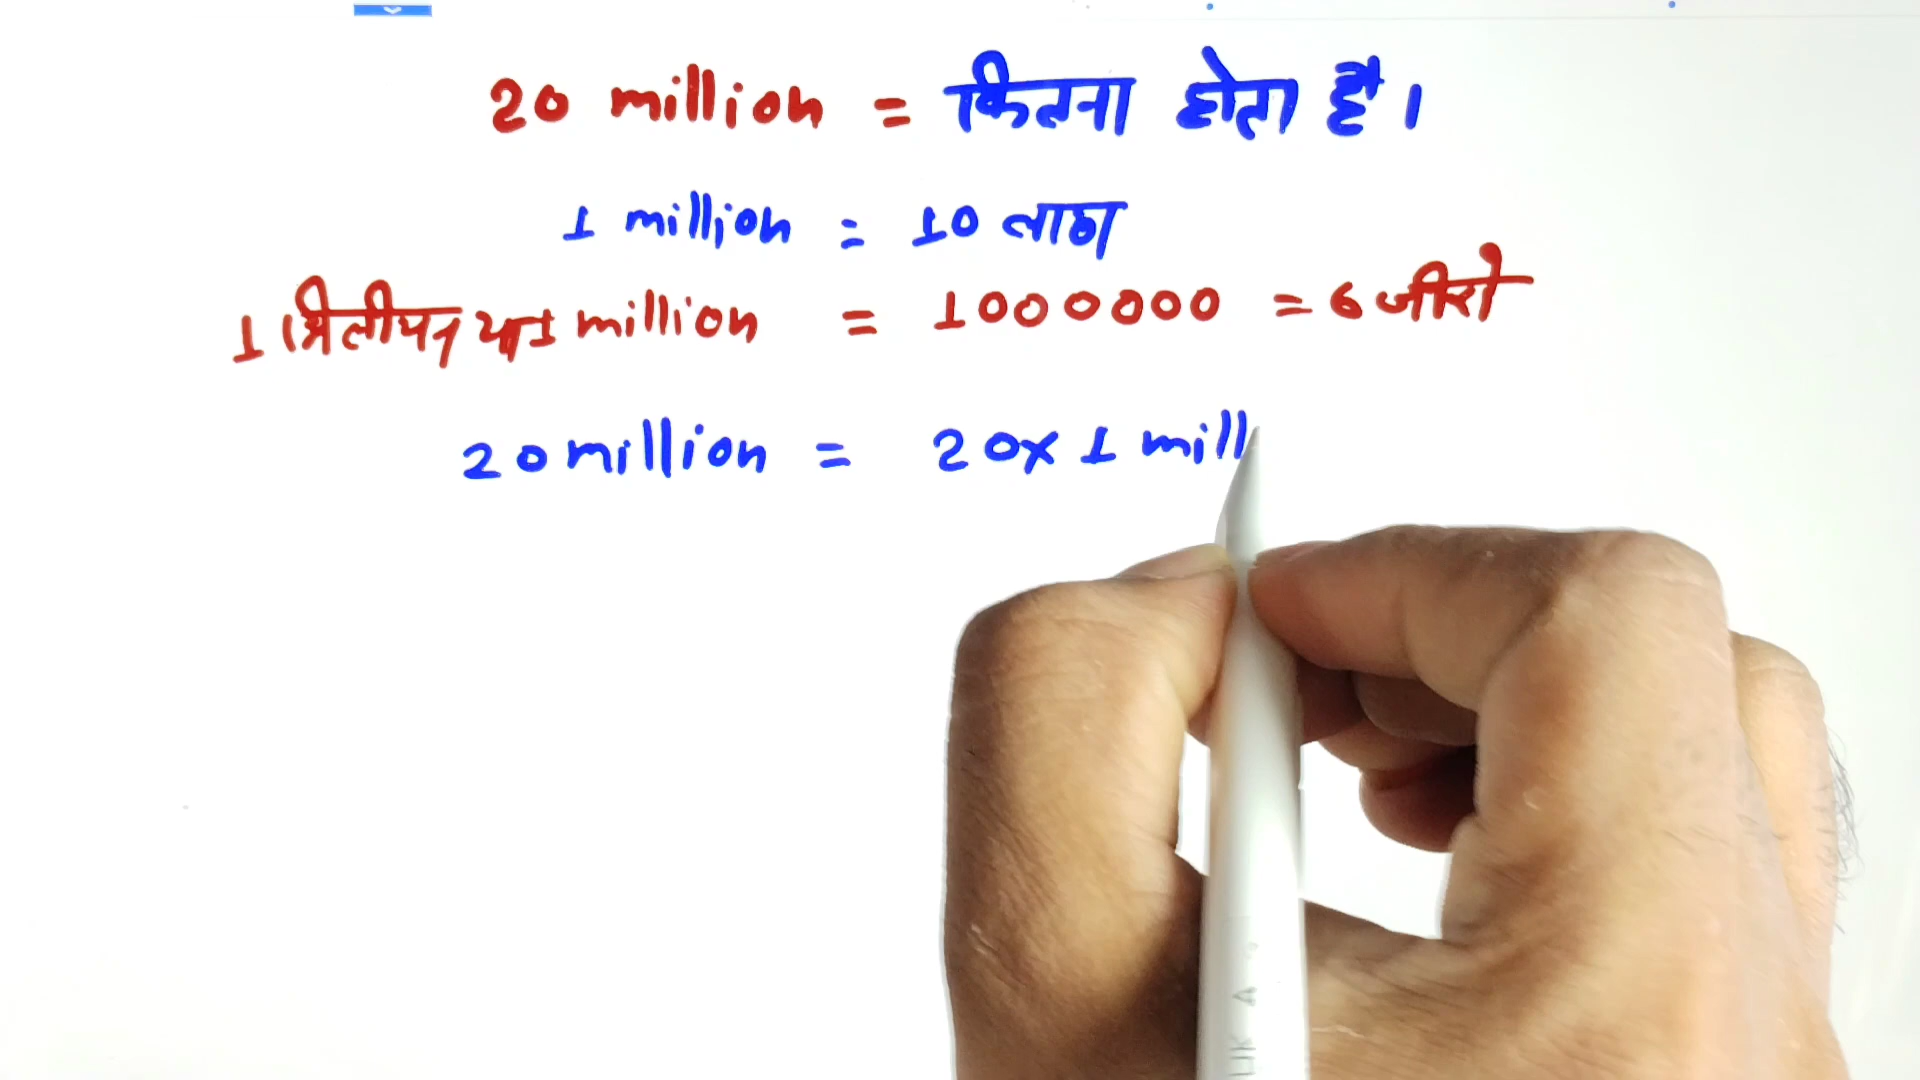 20 million = कितना होता है।
1 million = 10 लाख
1 मिलीयन या 1 million = 1000000 = 6 जीरो
20 million = 20x 1 mill